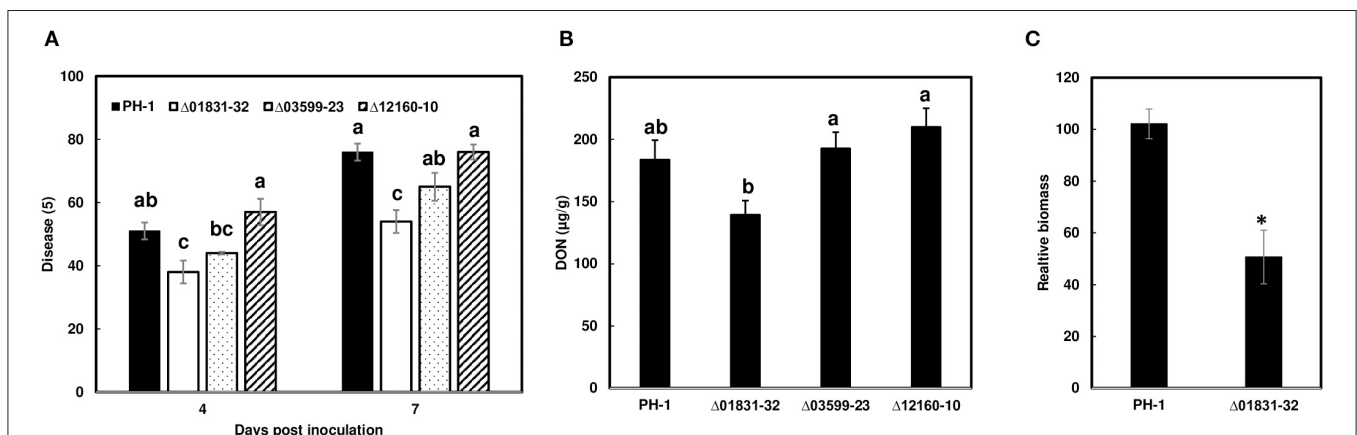 A
100
80
60
40
20
0
Disease (5)
PH-1 Δ01831-32 Δ03599-23 Δ12160-10
ab
c
bc
a
a
c
ab
a
4 7
Days post inoculation
B
250
200
150
100
50
0
DON (µg/g)
ab
b
a
a
PH-1 Δ01831-32 Δ03599-23 Δ12160-10
C
120
100
80
60
40
20
0
Realtive biomass
*
PH-1 Δ01831-32